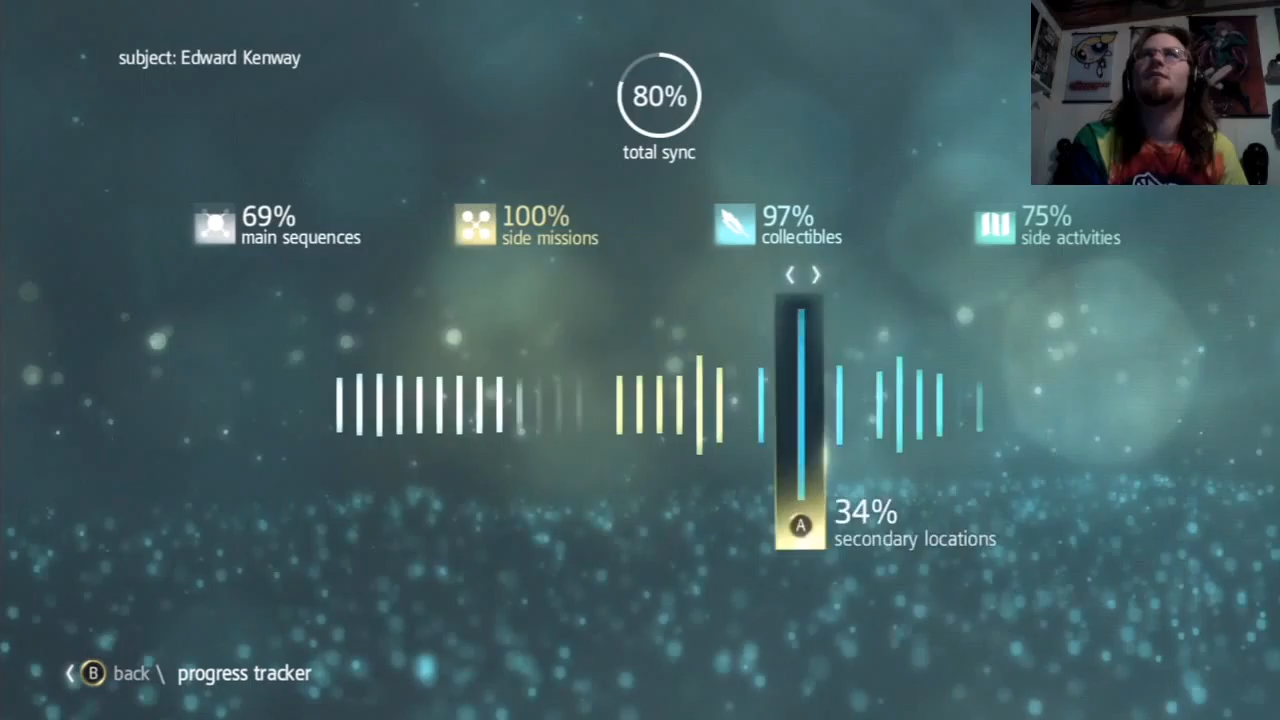 subject: Edward Kenway
80%
total sync
69%
main sequences
100%
side missions
97%
collectibles
75%
side activities
A
34%
secondary locations
B back \ progress tracker